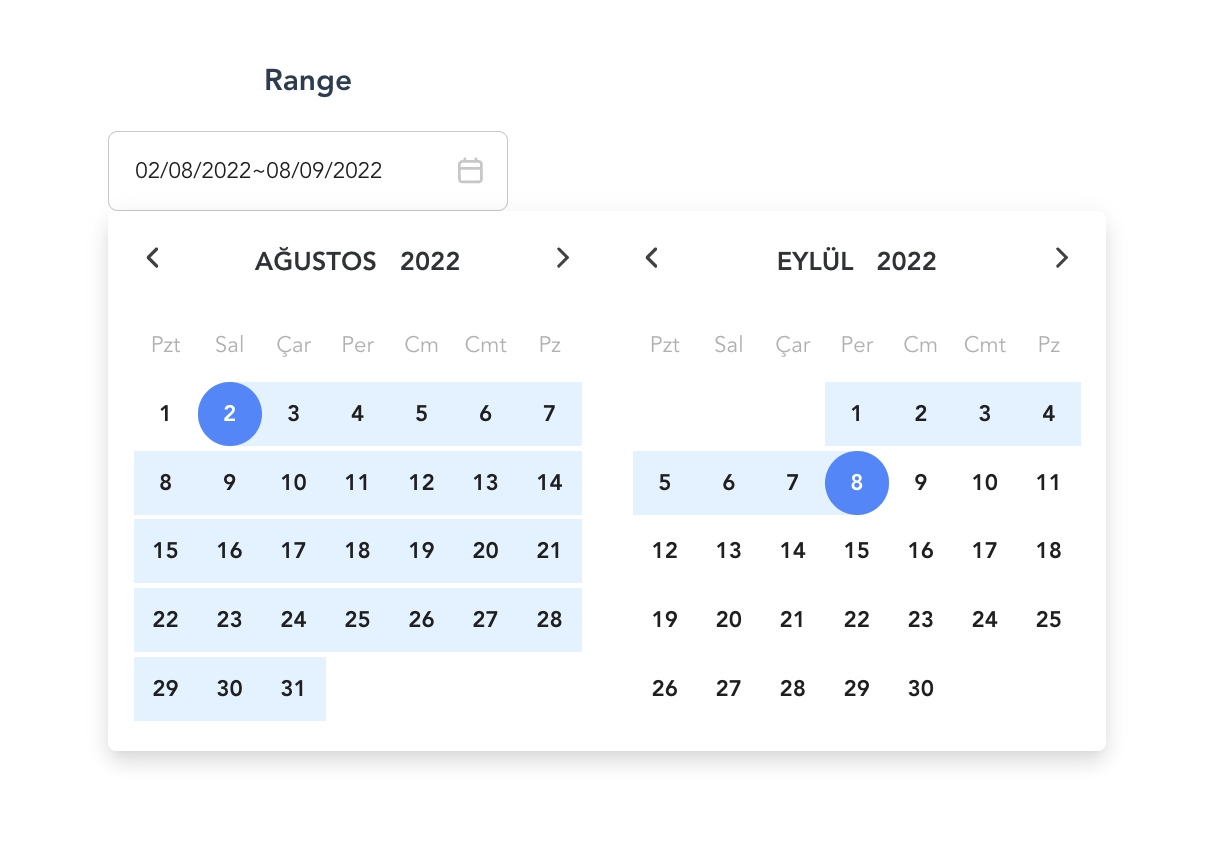 Range
02/08/2022~08/09/2022
AĞUSTOS 2022
Pzt Sal Çar Per Cm Cmt Pz
1 2 3 4 5 6 7
8 9 10 11 12 13 14
15 16 17 18 19 20 21
22 23 24 25 26 27 28
29 30 31
EYLÜL 2022
Pzt Sal Çar Per Cm Cmt Pz
1 2 3 4
5 6 7 8 9 10 11
12 13 14 15 16 17 18
19 20 21 22 23 24 25
26 27 28 29 30